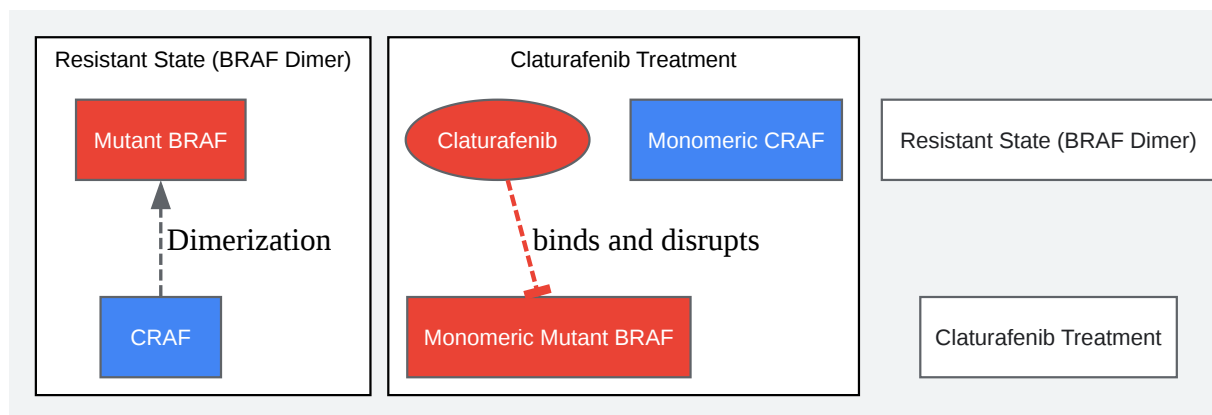 Resistant State (BRAF Dimer)
Mutant BRAF
Dimerization
CRAF
Claturafenib Treatment
Claturafenib
Monomeric CRAF
binds and disrupts
Monomeric Mutant BRAF
Resistant State (BRAF Dimer)
Claturafenib Treatment